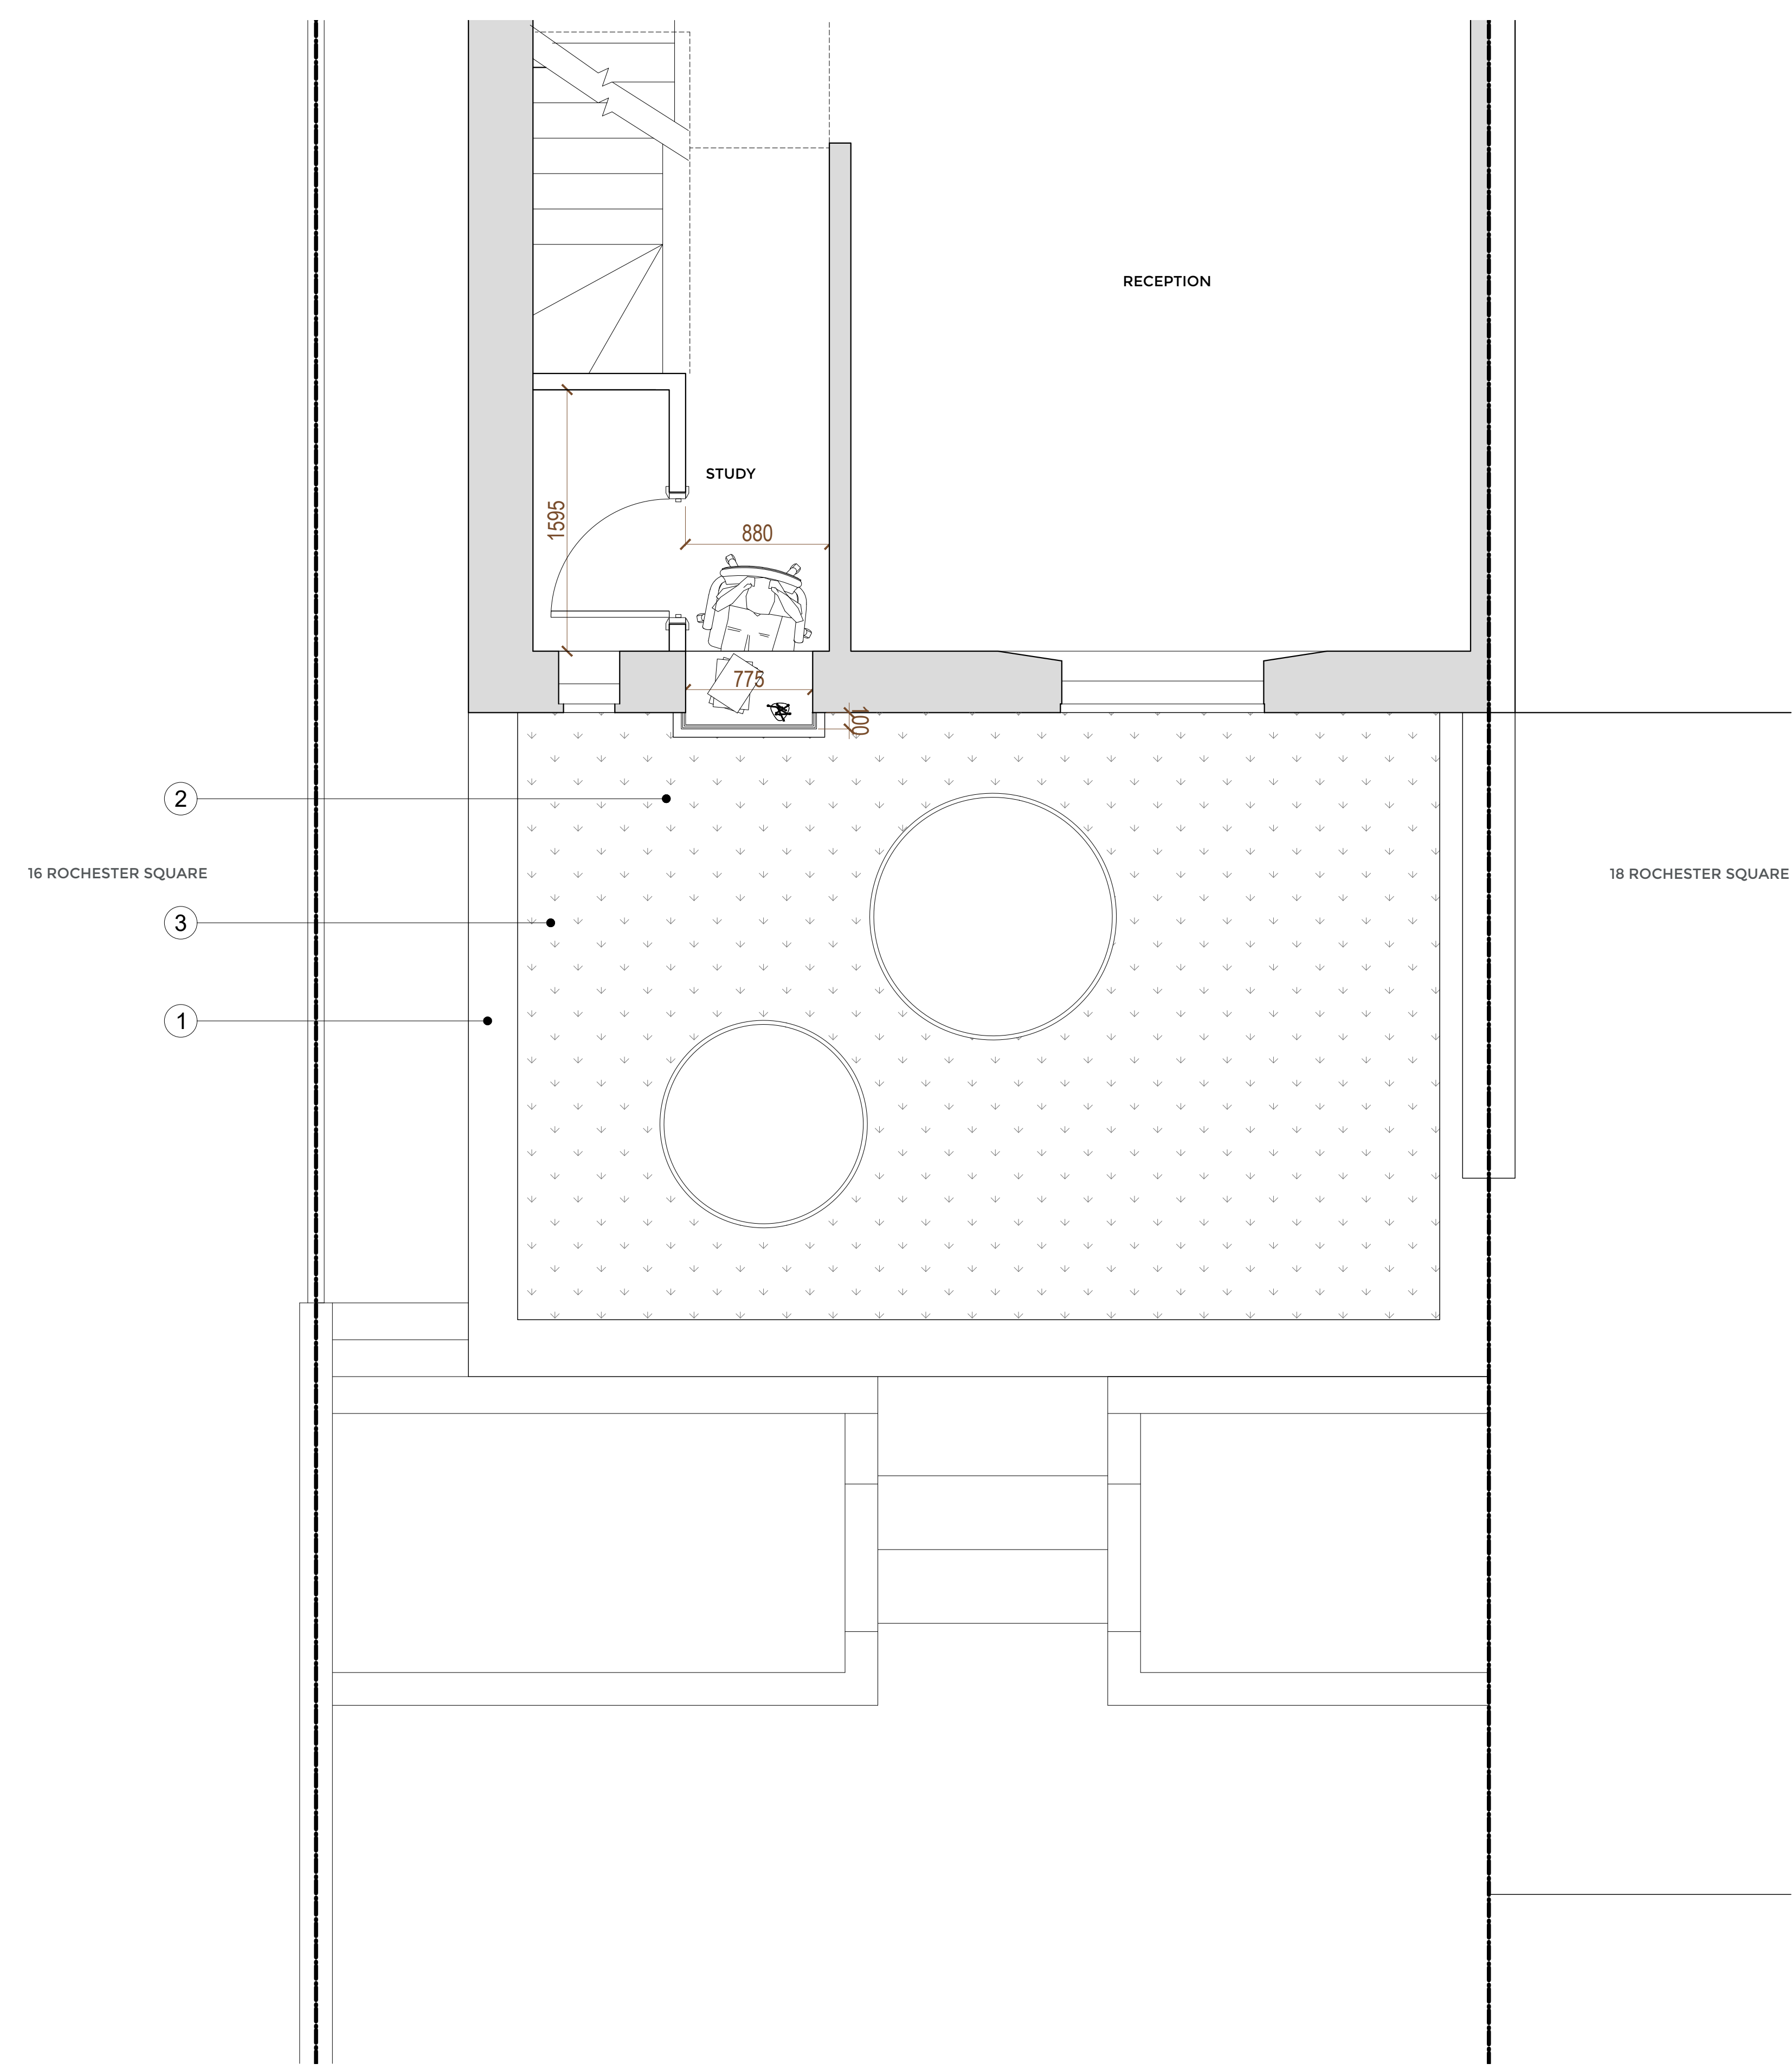 RECEPTION
STUDY
1595
880
775
100
2
16 ROCHESTER SQUARE
18 ROCHESTER SQUARE
3
1